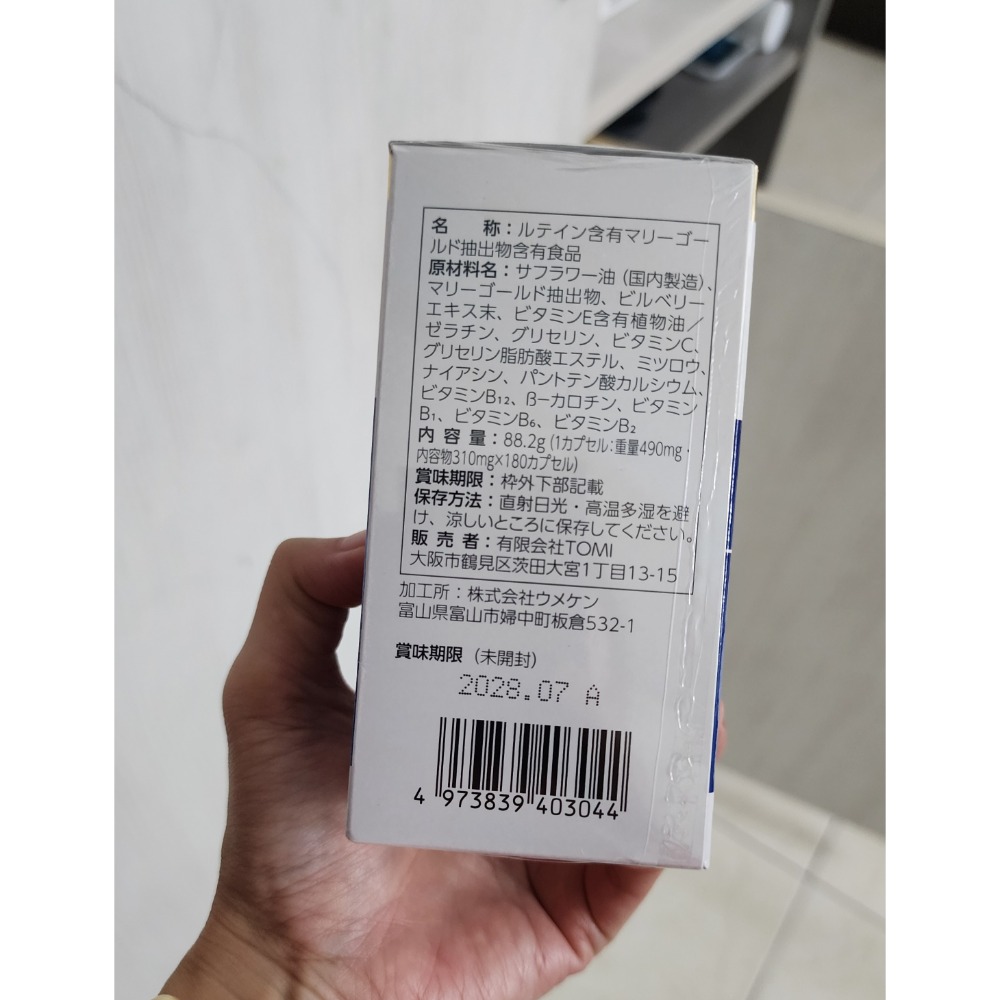 名　称：ルテイン含有マリーゴー
ルド抽出物含有食品
原材料名：サフラワー油（国内製造）、
マリーゴールド抽出物、ビルベリー
エキス末、ビタミンE含有植物油／
ゼラチン、グリセリン、ビタミンC、
グリセリン脂肪酸エステル、ミツロウ、
ナイアシン、パントテン酸カルシウム、
ビタミンB₁₂、β－カロチン、ビタミン
B₁、ビタミンB₆、ビタミンB₂
内容量：88.2g（1カプセル：重量490mg・
内容物310mg×180カプセル）
賞味期限：枠外下部記載
保存方法：直射日光・高温多湿を避
け、涼しいところに保存してください。
販売者：有限会社TOMI
大阪市鶴見区茨田大宮1丁目13-15
加工所：株式会社ウメケン
富山県富山市婦中町板倉532-1
賞味期限（未開封）
2028.07 A
4 973839 403044